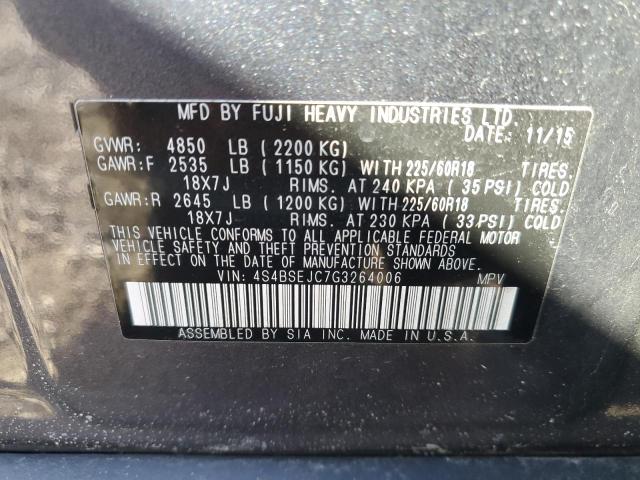 MFD BY FUJI HEAVY INDUSTRIES LTD.
DATE: 11/15
GVWR: 4850 LB (2200 KG)
GAWR:F 2535 LB (1150 KG) WITH 225/60R18 TIRES.
18X7J RIMS. AT 240 KPA (35 PSI) COLD
GAWR:R 2645 LB (1200 KG) WITH 225/60R18 TIRES.
18X7J RIMS. AT 230 KPA (33 PSI) COLD
THIS VEHICLE CONFORMS TO ALL APPLICABLE FEDERAL MOTOR
VEHICLE SAFETY AND THEFT PREVENTION STANDARDS
IN EFFECT ON THE DATE OF MANUFACTURE SHOWN ABOVE.
VIN: 4S4BSEJC7G3264006 MPV
ASSEMBLED BY SIA INC. MADE IN U.S.A.